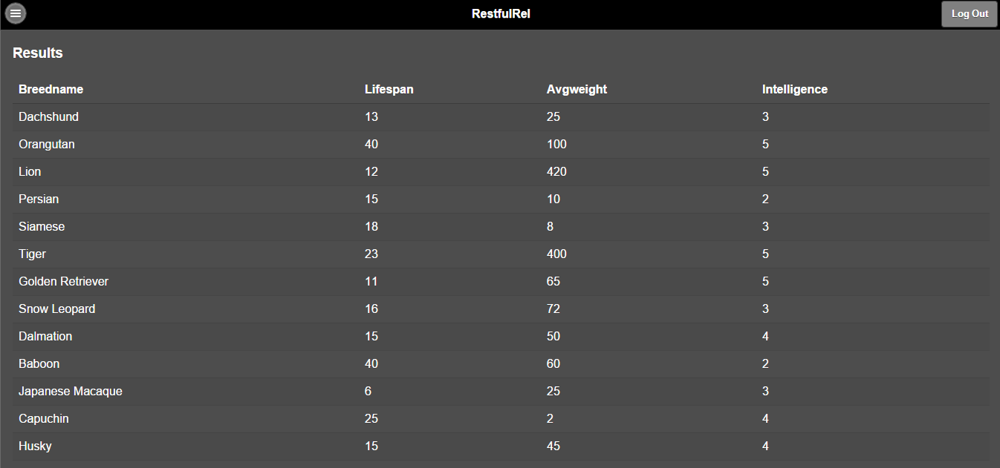 RestfulRel
Log Out
Results
Breedname Lifespan Avgweight Intelligence
Dachshund 13 25 3
Orangutan 40 100 5
Lion 12 420 5
Persian 15 10 2
Siamese 18 8 3
Tiger 23 400 5
Golden Retriever 11 65 5
Snow Leopard 16 72 3
Dalmation 15 50 4
Baboon 40 60 2
Japanese Macaque 6 25 3
Capuchin 25 2 4
Husky 15 45 4